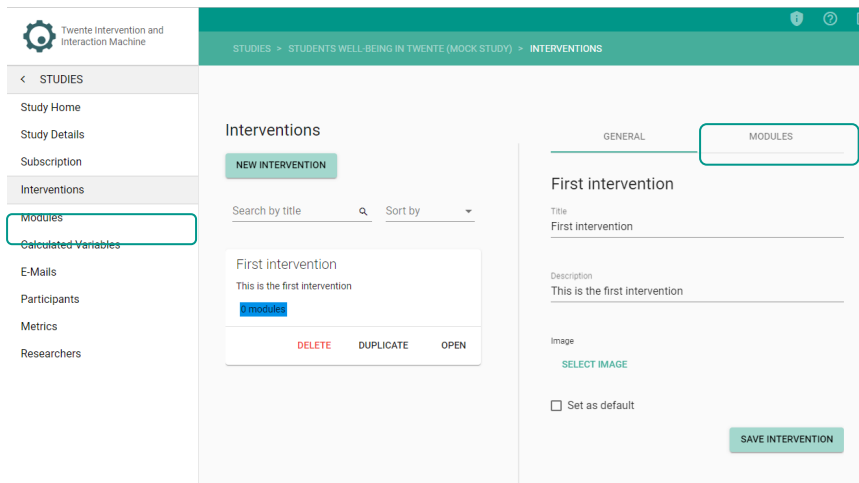 Twente Intervention and
Interaction Machine
STUDIES > STUDENTS WELL-BEING IN TWENTE (MOCK STUDY) > INTERVENTIONS
< STUDIES
Study Home
Study Details
Subscription
Interventions
Modules
Calculated Variables
E-Mails
Participants
Metrics
Researchers
Interventions
NEW INTERVENTION
Search by title
Sort by
First intervention
This is the first intervention
0 modules
DELETE DUPLICATE OPEN
GENERAL MODULES
First intervention
Title
First intervention
Description
This is the first intervention
Image
SELECT IMAGE
Set as default
SAVE INTERVENTION